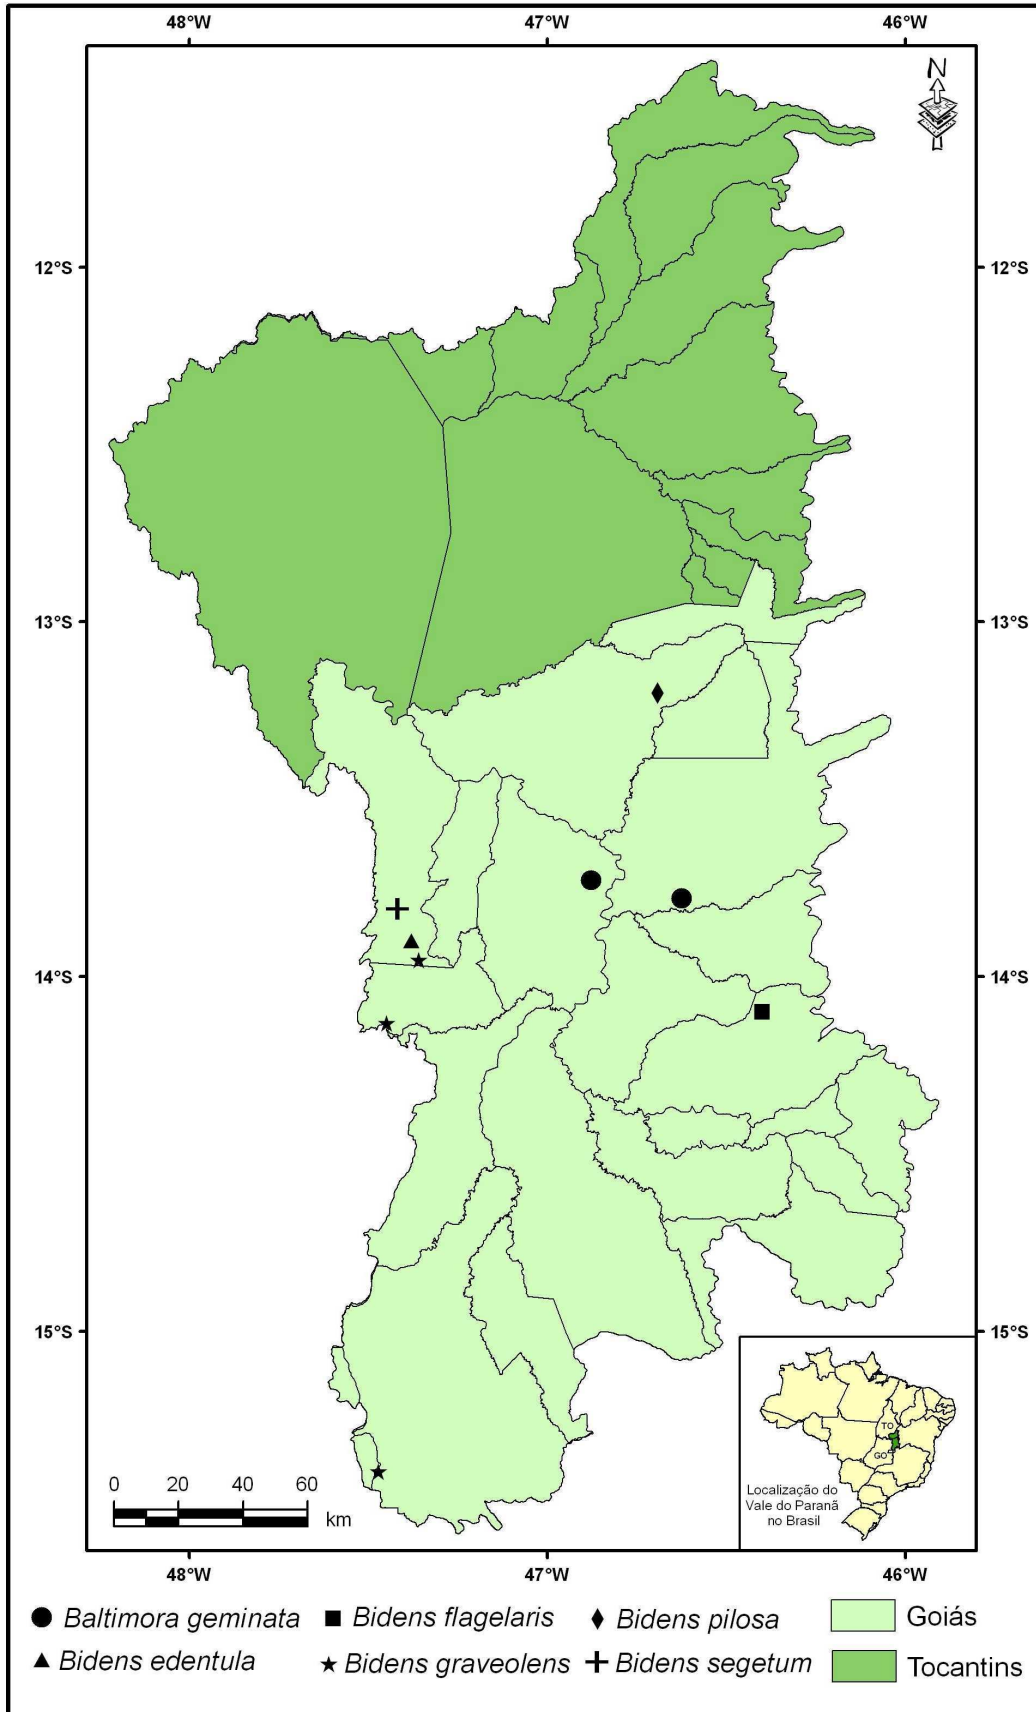 48°W 47°W 46°W
N
12°S 12°S
13°S 13°S
14°S 14°S
15°S 15°S
TO
GO
Localização do
Vale do Paranã
no Brasil
0 20 40 60
km
48°W 47°W 46°W
Baltimora geminata Bidens flagelaris Bidens pilosa Goiás
Bidens edentula Bidens graveolens Bidens segetum Tocantins